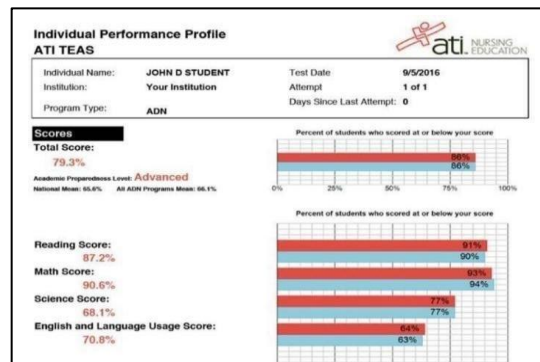 Individual Performance Profile
ATI TEAS
ati NURSING EDUCATION
Individual Name: JOHN D STUDENT Test Date 9/5/2016
Institution: Your Institution Attempt 1 of 1
Days Since Last Attempt: 0
Program Type: ADN
Scores
Total Score:
79.3%
Academic Preparedness Level: Advanced
National Mean: 65.6% All ADN Programs Mean: 66.1%
Percent of students who scored at or below your score
86%
86%
0% 25% 50% 75% 100%
Percent of students who scored at or below your score
Reading Score: 91%
87.2% 90%
Math Score: 93%
90.6% 94%
Science Score: 77%
68.1% 77%
English and Language Usage Score: 64%
70.8% 63%